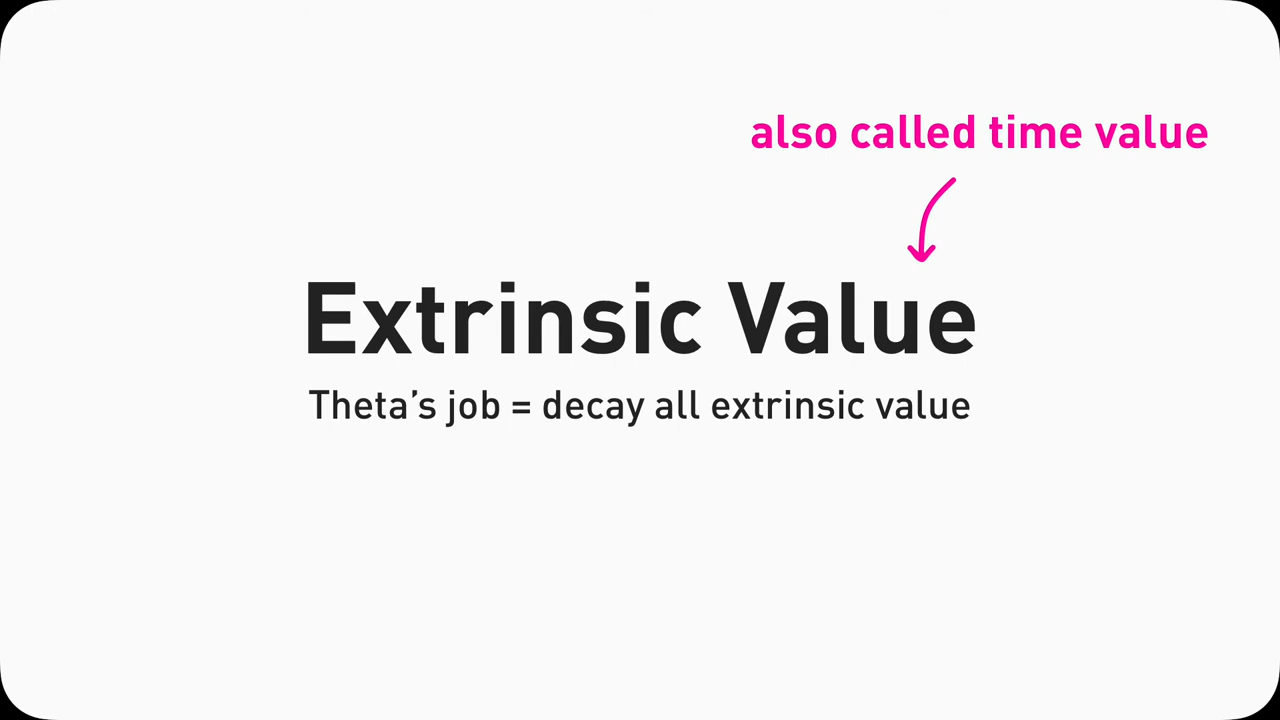 also called time value
Extrinsic Value
Theta’s job = decay all extrinsic value